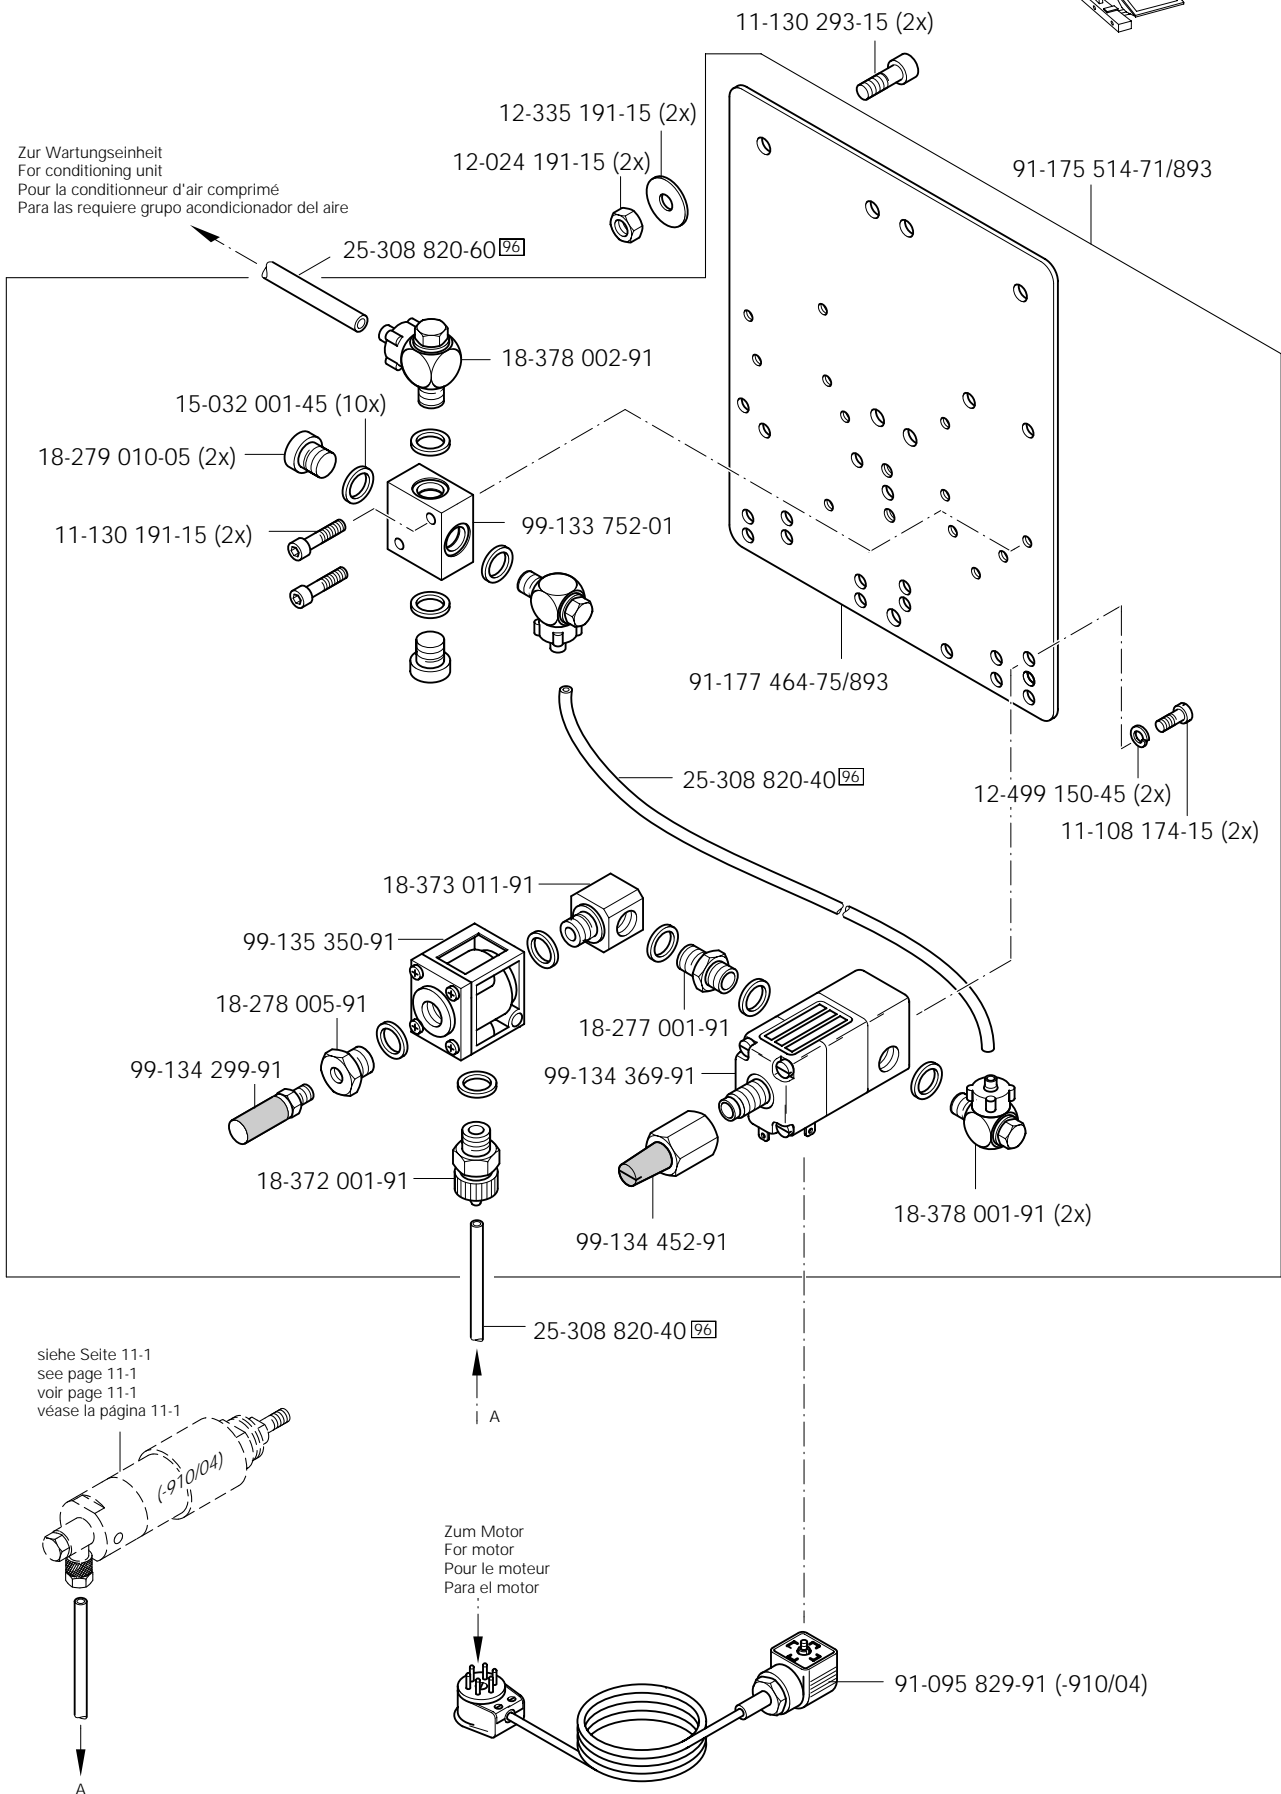 11-130 293-15 (2x)
12-335 191-15 (2x)
12-024 191-15 (2x)
91-175 514-71/893
Zur Wartungseinheit
For conditioning unit
Pour la conditionneur d'air comprimé
Para las requiere grupo acondicionador del aire
25-308 820-60 96
18-378 002-91
15-032 001-45 (10x)
18-279 010-05 (2x)
11-130 191-15 (2x)
99-133 752-01
91-177 464-75/893
25-308 820-40 96
12-499 150-45 (2x)
11-108 174-15 (2x)
18-373 011-91
99-135 350-91
18-278 005-91
18-277 001-91
99-134 299-91
99-134 369-91
18-372 001-91
18-378 001-91 (2x)
99-134 452-91
25-308 820-40 96
A
siehe Seite 11-1
see page 11-1
voir page 11-1
véase la página 11-1
(-910/04)
Zum Motor
For motor
Pour le moteur
Para el motor
91-095 829-91 (-910/04)
A